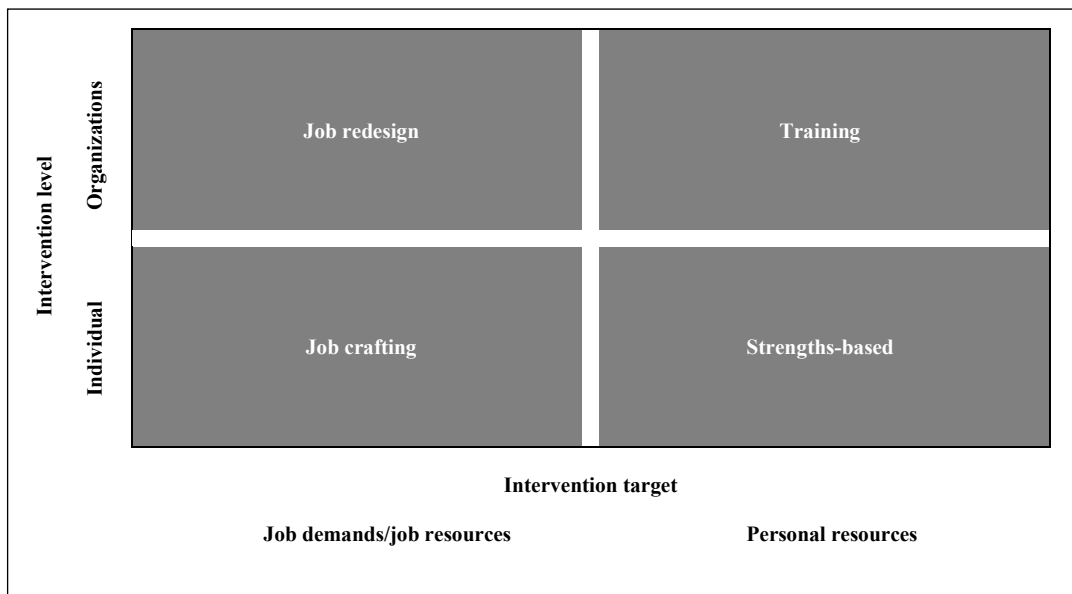 Intervention level
Organizations
Individual
Job redesign
Training
Job crafting
Strengths-based
Intervention target
Job demands/job resources
Personal resources